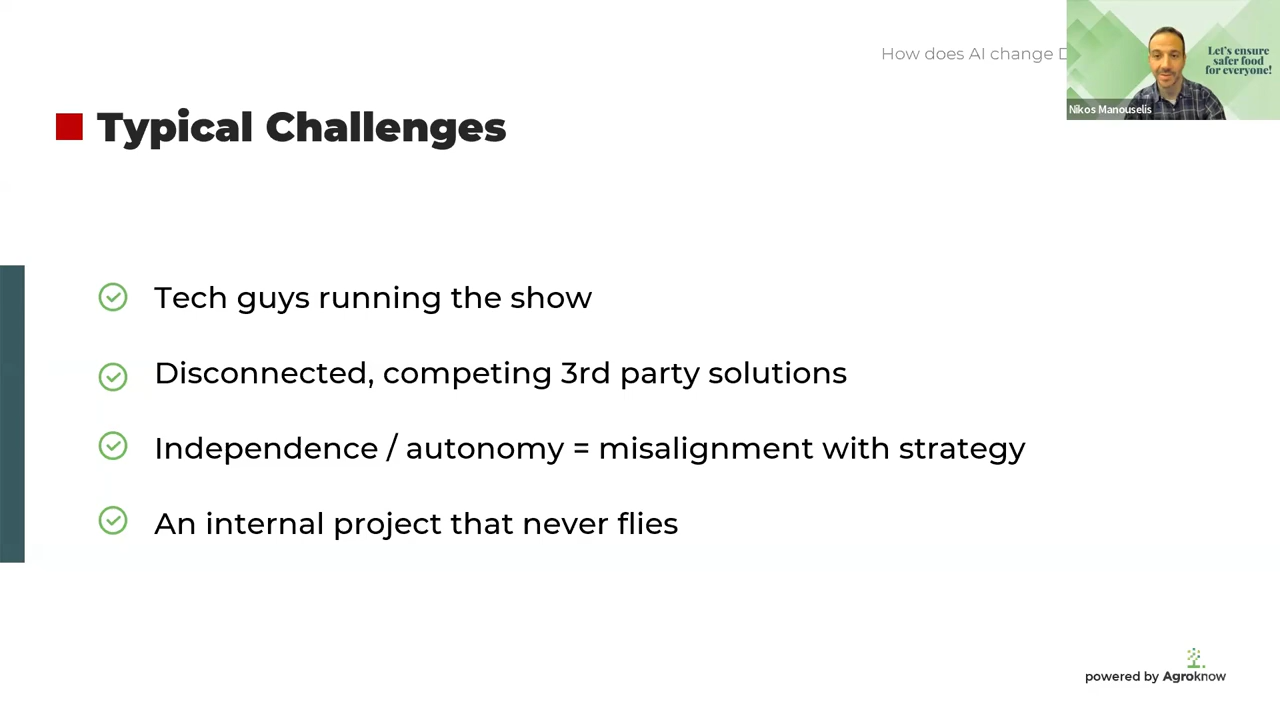 How does AI change
Let's ensure
safer food
for everyone!
Nikos Manouselis
Typical Challenges
Tech guys running the show
Disconnected, competing 3rd party solutions
Independence / autonomy = misalignment with strategy
An internal project that never flies
powered by Agroknow